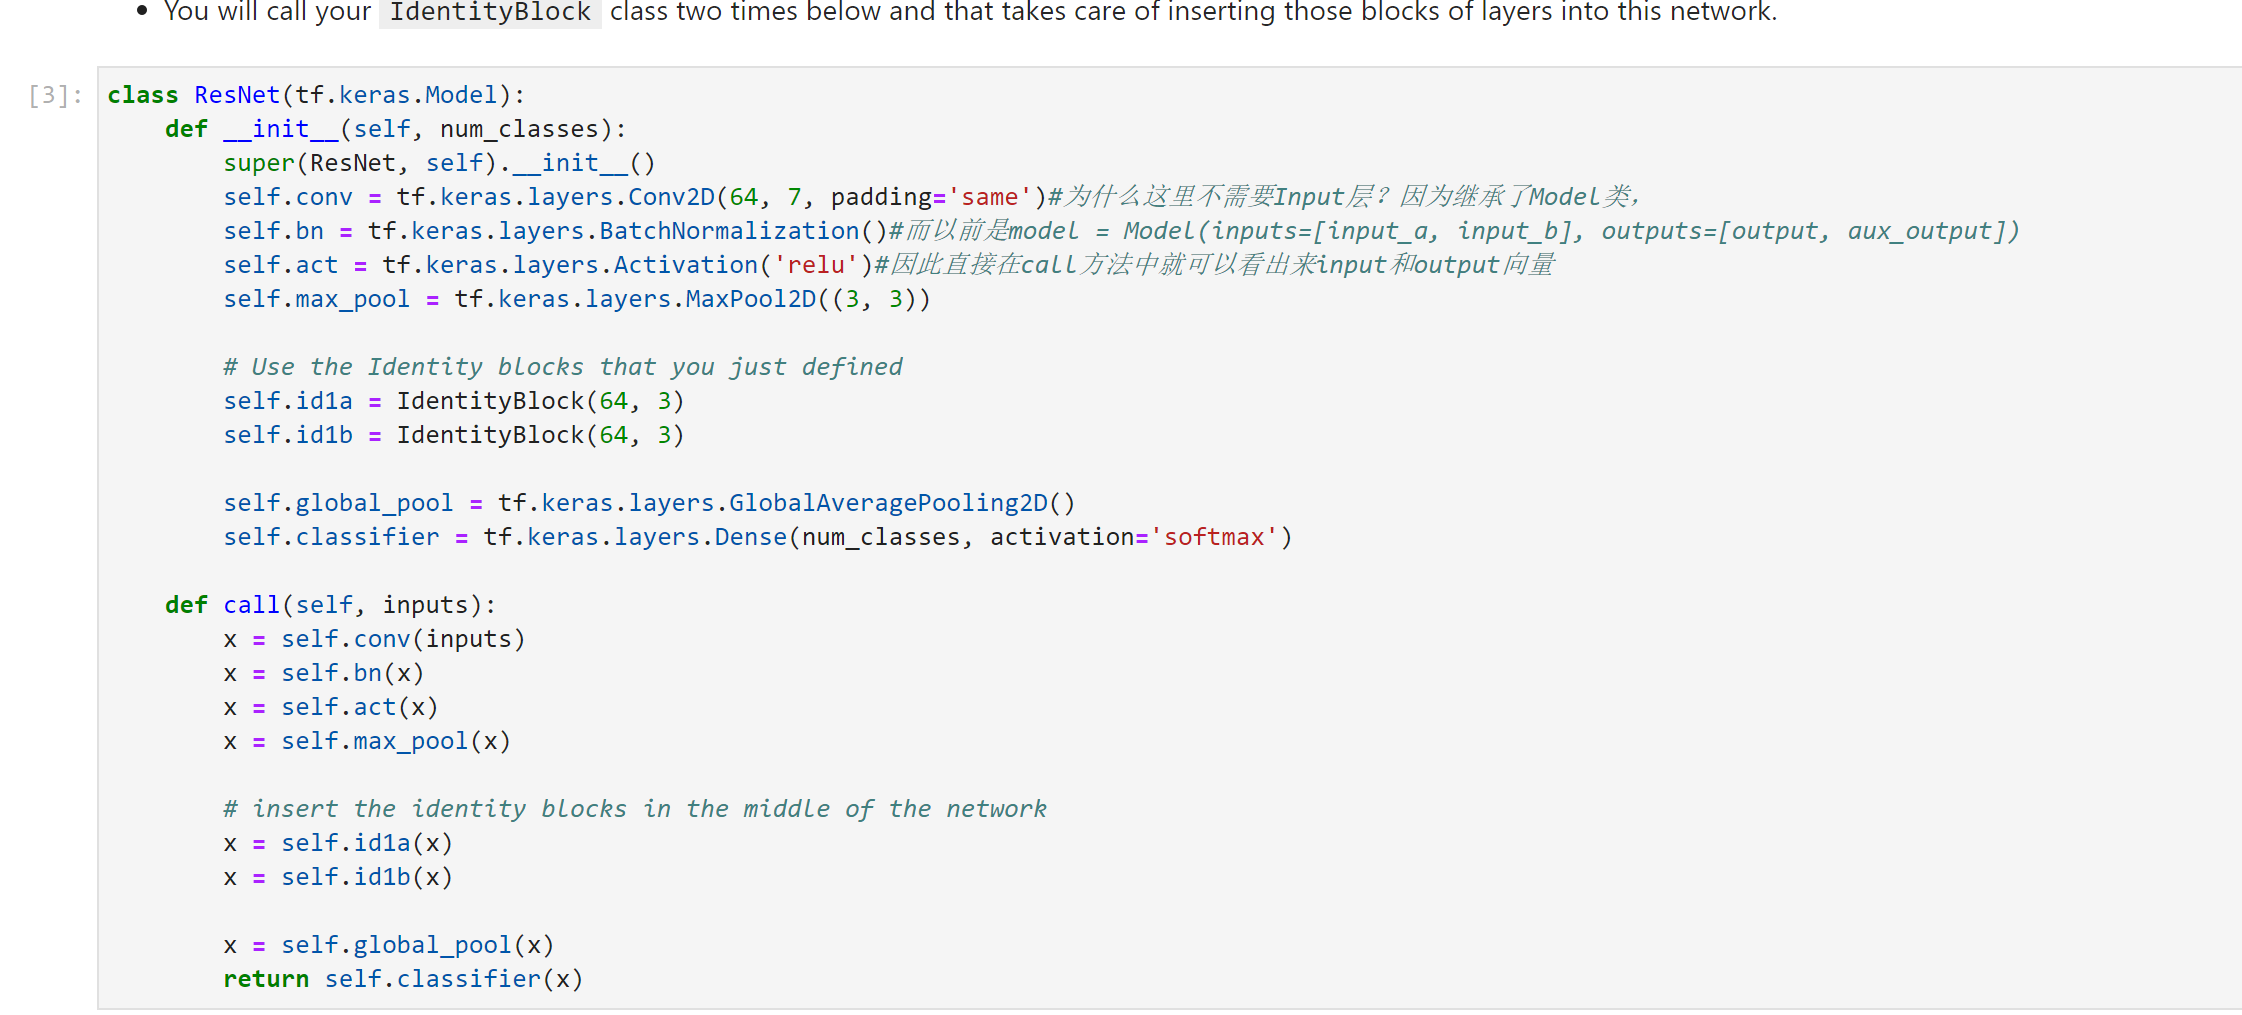 • You will call your IdentityBlock class two times below and that takes care of inserting those blocks of layers into this network.
[3]:
class ResNet(tf.keras.Model):
    def __init__(self, num_classes):
        super(ResNet, self).__init__()
        self.conv = tf.keras.layers.Conv2D(64, 7, padding='same')#为什么这里不需要Input层？因为继承了Model类，
        self.bn = tf.keras.layers.BatchNormalization()#而以前是model = Model(inputs=[input_a, input_b], outputs=[output, aux_output])
        self.act = tf.keras.layers.Activation('relu')#因此直接在call方法中就可以看出来input和output向量
        self.max_pool = tf.keras.layers.MaxPool2D((3, 3))
        # Use the Identity blocks that you just defined
        self.id1a = IdentityBlock(64, 3)
        self.id1b = IdentityBlock(64, 3)
        self.global_pool = tf.keras.layers.GlobalAveragePooling2D()
        self.classifier = tf.keras.layers.Dense(num_classes, activation='softmax')
    def call(self, inputs):
        x = self.conv(inputs)
        x = self.bn(x)
        x = self.act(x)
        x = self.max_pool(x)
        # insert the identity blocks in the middle of the network
        x = self.id1a(x)
        x = self.id1b(x)
        x = self.global_pool(x)
        return self.classifier(x)